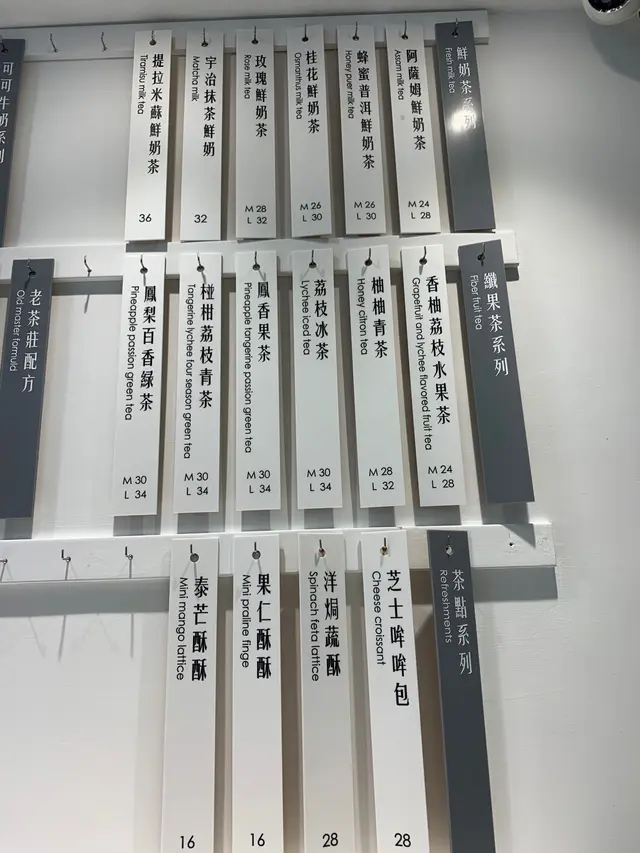 鮮奶茶系列
Fresh milk tea
阿薩姆鮮奶茶
Assam milk tea
M 24
L 28
蜂蜜普洱鮮奶茶
Honey puer milk tea
M 26
L 30
桂花鮮奶茶
Osmanthus milk tea
M 26
L 30
玫瑰鮮奶茶
Rose milk tea
M 28
L 32
宇治抹茶鮮奶
Matcha milk
32
提拉米蘇鮮奶茶
Tiramisu milk tea
36
可可牛奶系列
纖果茶系列
Fiber fruit tea
香柚荔枝水果茶
Grapefruit and lychee flavored fruit tea
M 24
L 28
柚柚青茶
Honey citron tea
M 28
L 32
荔枝冰茶
Lychee iced tea
M 30
L 34
鳳香果茶
Pineapple tangerine passion green tea
M 30
L 34
椪柑荔枝青茶
Tangerine lychee four season green tea
M 30
L 34
鳳梨百香綠茶
Pineapple passion green tea
M 30
L 34
老茶莊配方
Old master formuld
茶點系列
Refreshments
芝士哞哞包
Cheese croissant
28
洋焗蔬酥
Spinach feta lattice
28
果仁酥酥
Mini praline finge
16
泰芒酥酥
Mini mango lattice
16